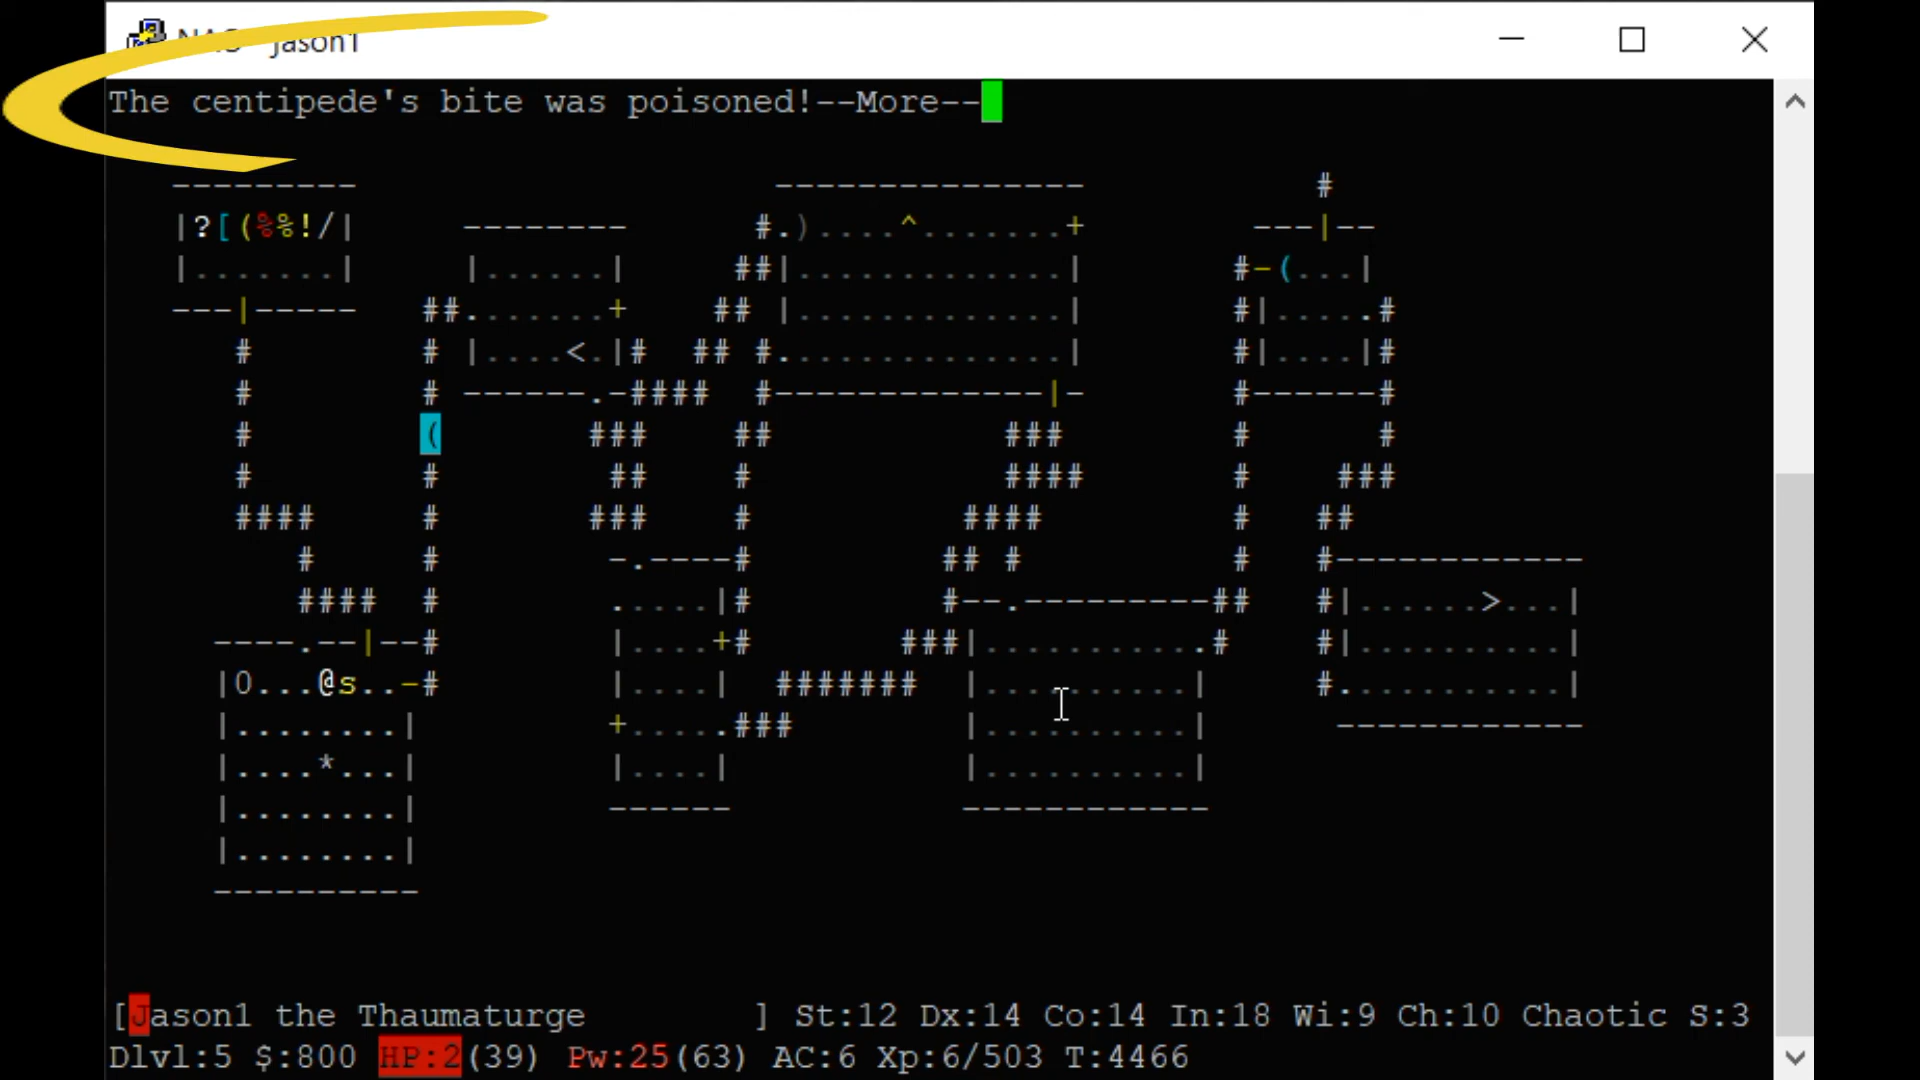 NAO - jason1
The centipede's bite was poisoned!--More--
--------- --------------- #
|?[(%%!/| -------- #.)....^.......+ ---|--
|.......| |......| ##|.............| #-(...|
---|----- ##.......+ ## |.............| #|.....#
# # |....<.|# ## #..............| #|....|#
# # ------.-#### #-------------|- #------#
# ( ### ## ### # #
# # ## # #### # ###
#### # ### # #### # ##
# # -.----# ## # # #------------
#### # .....|# #--.---------## #|......>...|
----.--|--# |....+# ###|...........# #|..........|
|O...@s..-# |....| ####### |..........| #...........|
|........| +.....### |..........| ------------
|....*...| |....| |..........|
|........| ------ ------------
|........|
----------
[Jason1 the Thaumaturge ] St:12 Dx:14 Co:14 In:18 Wi:9 Ch:10 Chaotic S:3
Dlvl:5 $:800 HP:2(39) Pw:25(63) AC:6 Xp:6/503 T:4466